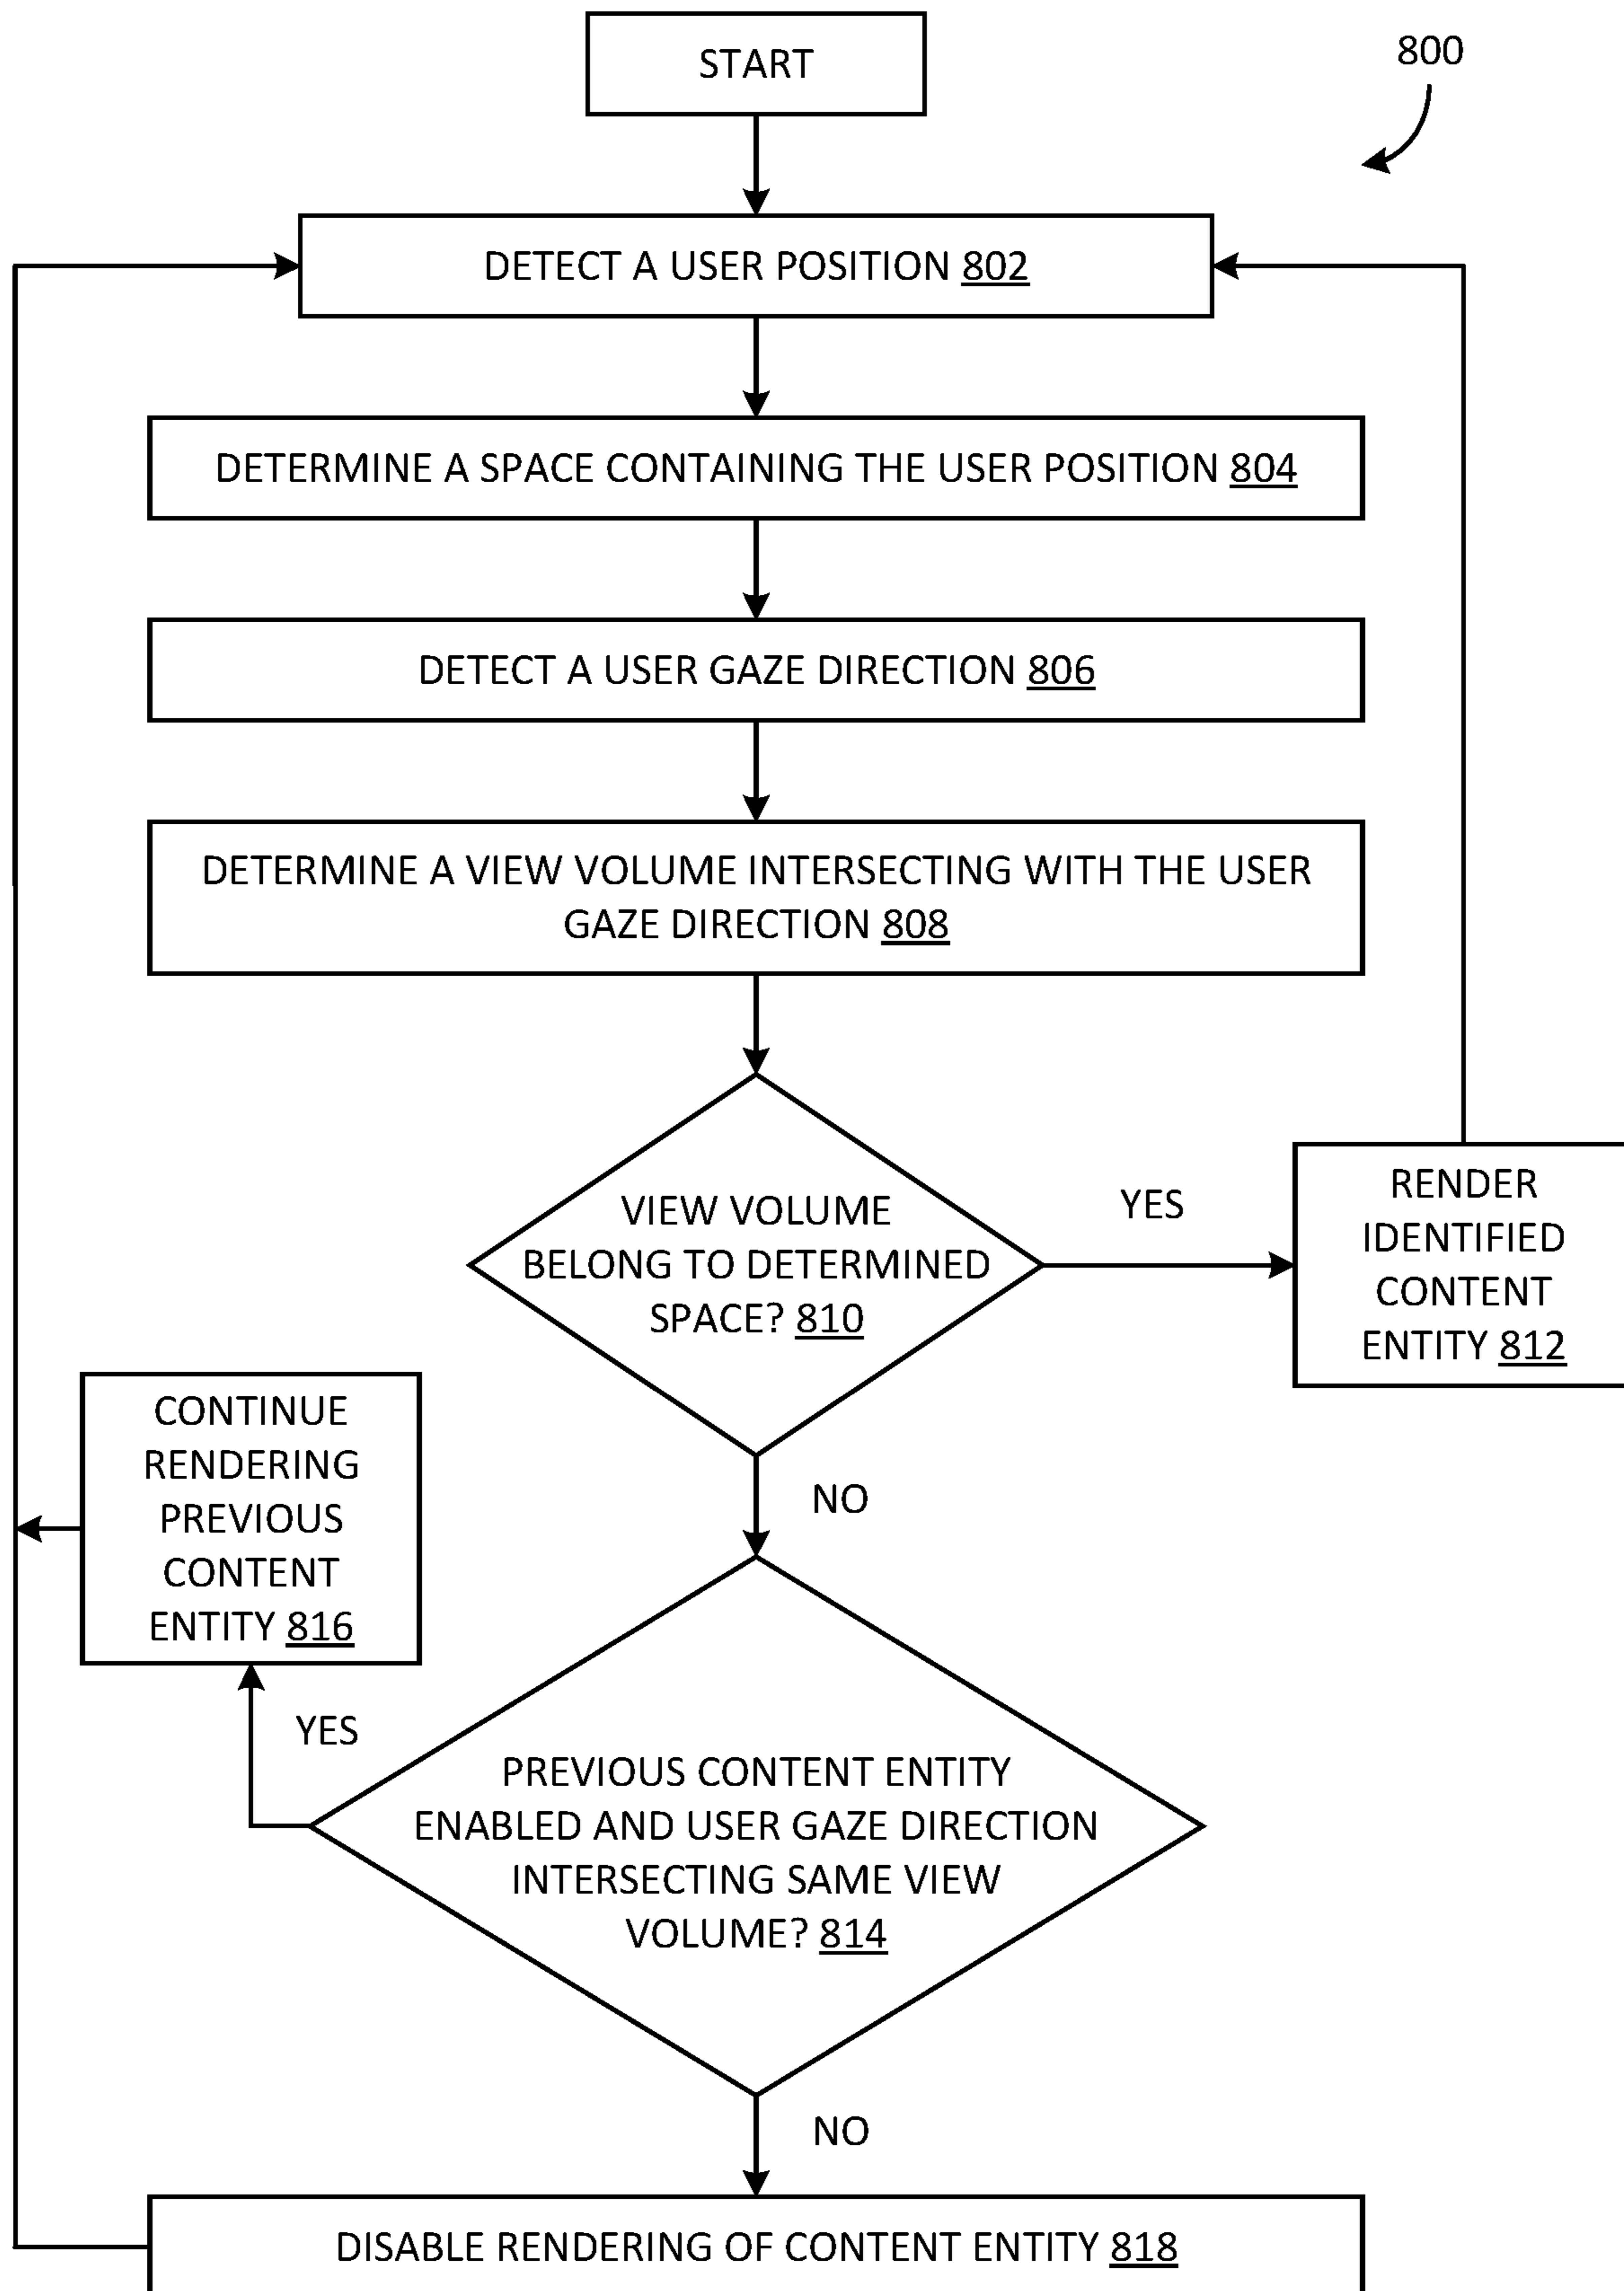 START
800
DETECT A USER POSITION 802
DETERMINE A SPACE CONTAINING THE USER POSITION 804
DETECT A USER GAZE DIRECTION 806
DETERMINE A VIEW VOLUME INTERSECTING WITH THE USER
GAZE DIRECTION 808
VIEW VOLUME
BELONG TO DETERMINED
SPACE? 810
YES
RENDER
IDENTIFIED
CONTENT
ENTITY 812
NO
CONTINUE
RENDERING
PREVIOUS
CONTENT
ENTITY 816
YES
PREVIOUS CONTENT ENTITY
ENABLED AND USER GAZE DIRECTION
INTERSECTING SAME VIEW
VOLUME? 814
NO
DISABLE RENDERING OF CONTENT ENTITY 818